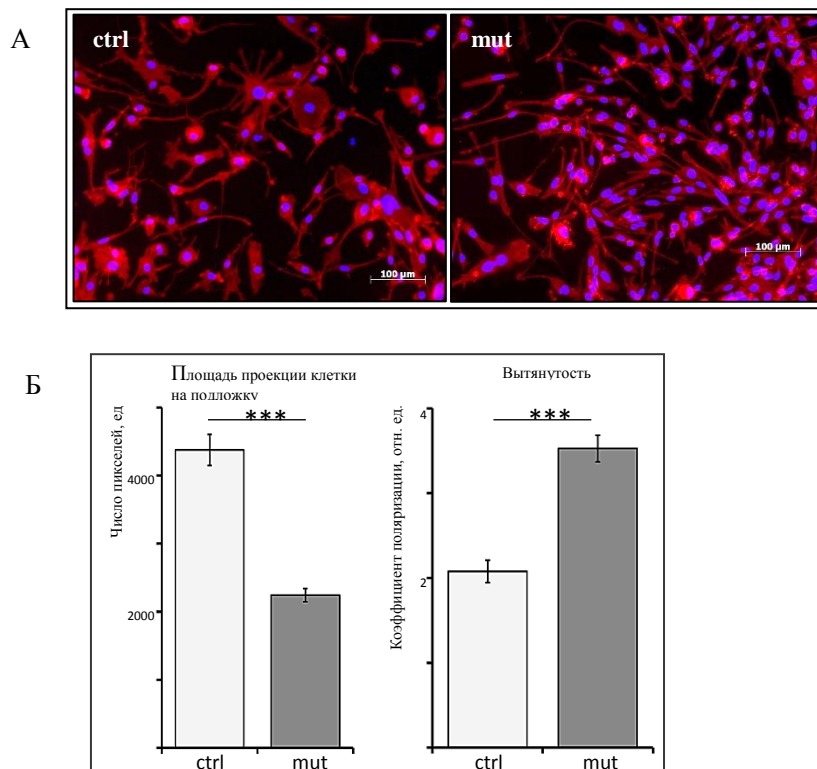 А
ctrl
mut
100 µm
100 µm
Б
Площадь проекции клетки
на подложку
Вытянутость
Число пикселей, ед
***
4000
2000
ctrl
mut
Коэффициент поляризации, отн. ед.
***
4
2
0
ctrl
mut